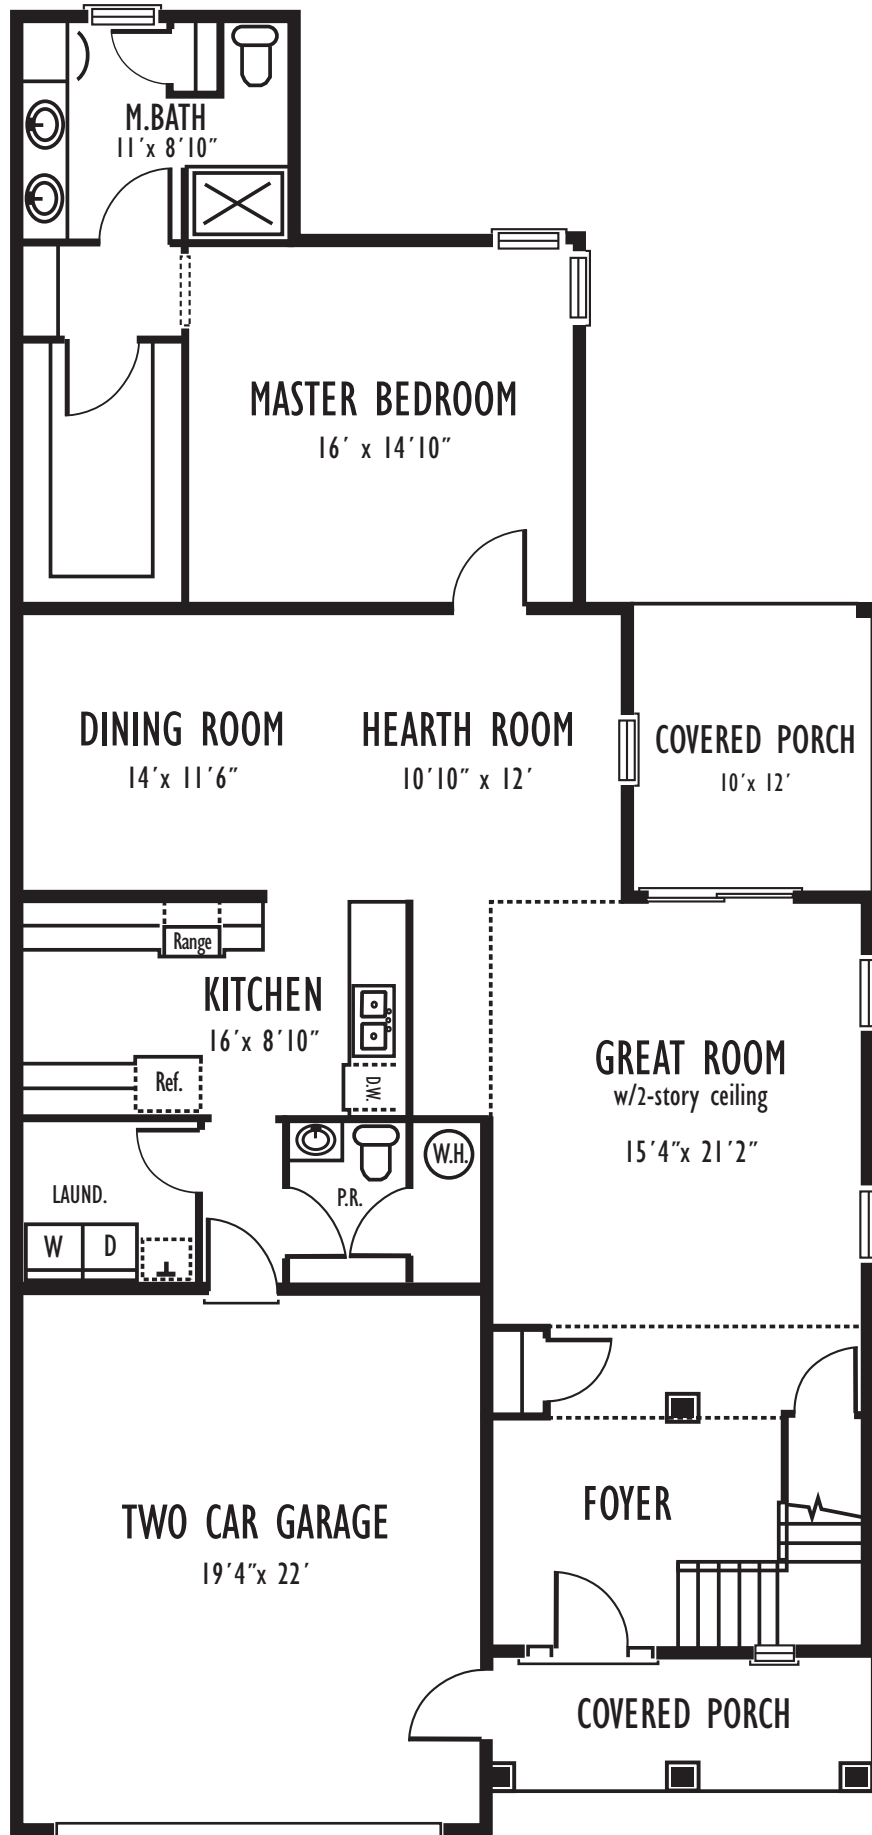 M.BATH
11'x 8'10"
MASTER BEDROOM
16' x 14'10"
DINING ROOM
14'x 11'6"
HEARTH ROOM
10'10" x 12'
COVERED PORCH
10'x 12'
Range
KITCHEN
16'x 8'10"
Ref.
D.W.
GREAT ROOM
w/2-story ceiling
15'4"x 21'2"
W.H.
P.R.
LAUND.
W
D
FOYER
TWO CAR GARAGE
19'4"x 22'
COVERED PORCH